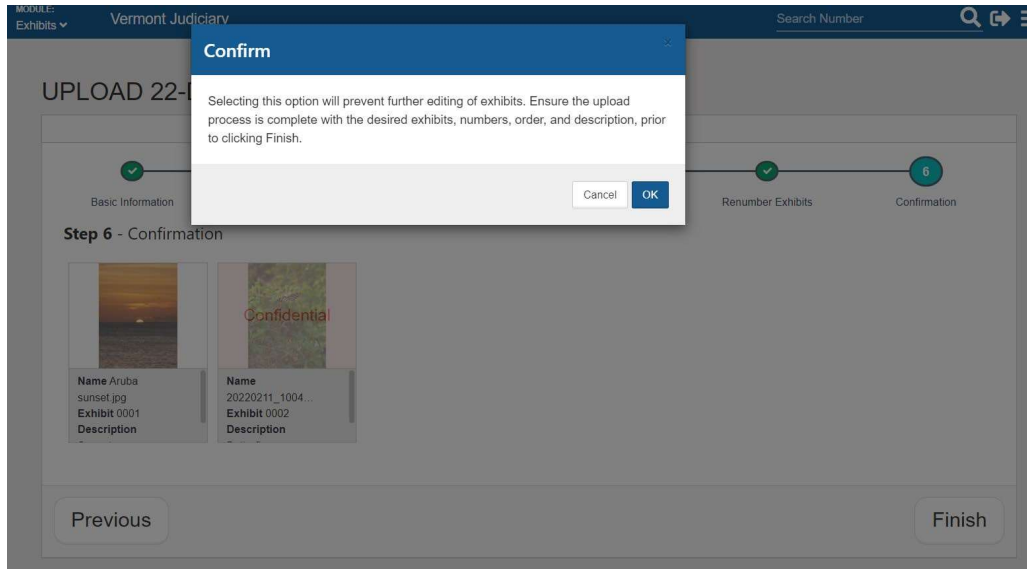 MODULE:
Exhibits
Vermont Judiciary
Search Number
Confirm
x
UPLOAD 22-
Selecting this option will prevent further editing of exhibits. Ensure the upload
process is complete with the desired exhibits, numbers, order, and description, prior
to clicking Finish.
Cancel OK
6
Basic Information Renumber Exhibits Confirmation
Step 6 - Confirmation
Confidential
Name Aruba
sunset.jpg
Exhibit 0001
Description
Name
20220211_1004...
Exhibit 0002
Description
Previous Finish